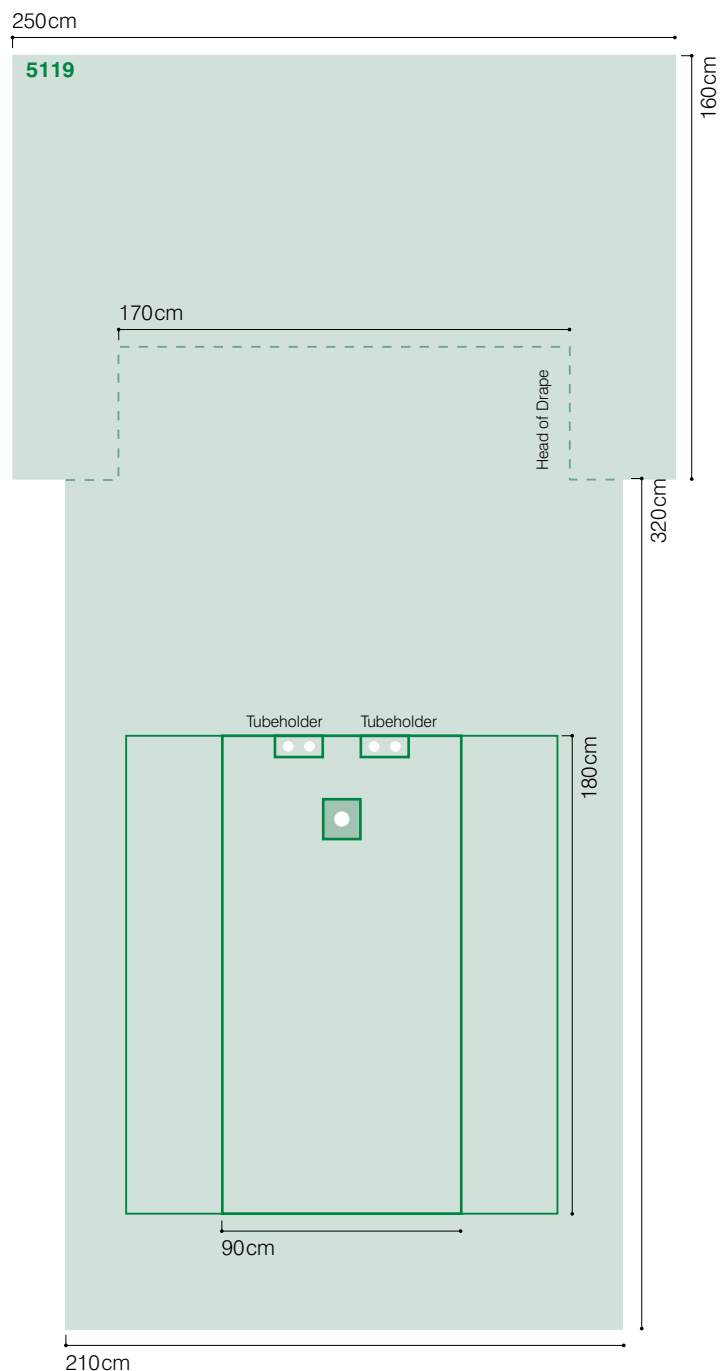 250cm
5119
160cm
170cm
Head of Drape
320cm
Tubeholder Tubeholder
180cm
90cm
210cm